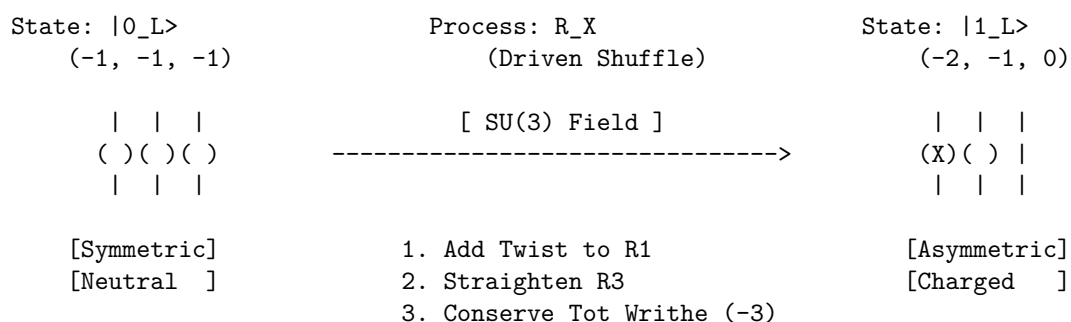 State: |0_L>               Process: R_X               State: |1_L>
    (-1, -1, -1)               (Driven Shuffle)           (-2, -1, 0)
       |  |  |                  [ SU(3) Field ]             |  |  |
      ( )( )( )        -------------------------------->         (X)( ) |
       |  |  |                                              |  |  |
    [Symmetric]             1. Add Twist to R1             [Asymmetric]
    [Neutral  ]             2. Straighten R3               [Charged   ]
                            3. Conserve Tot Writhe (-3)